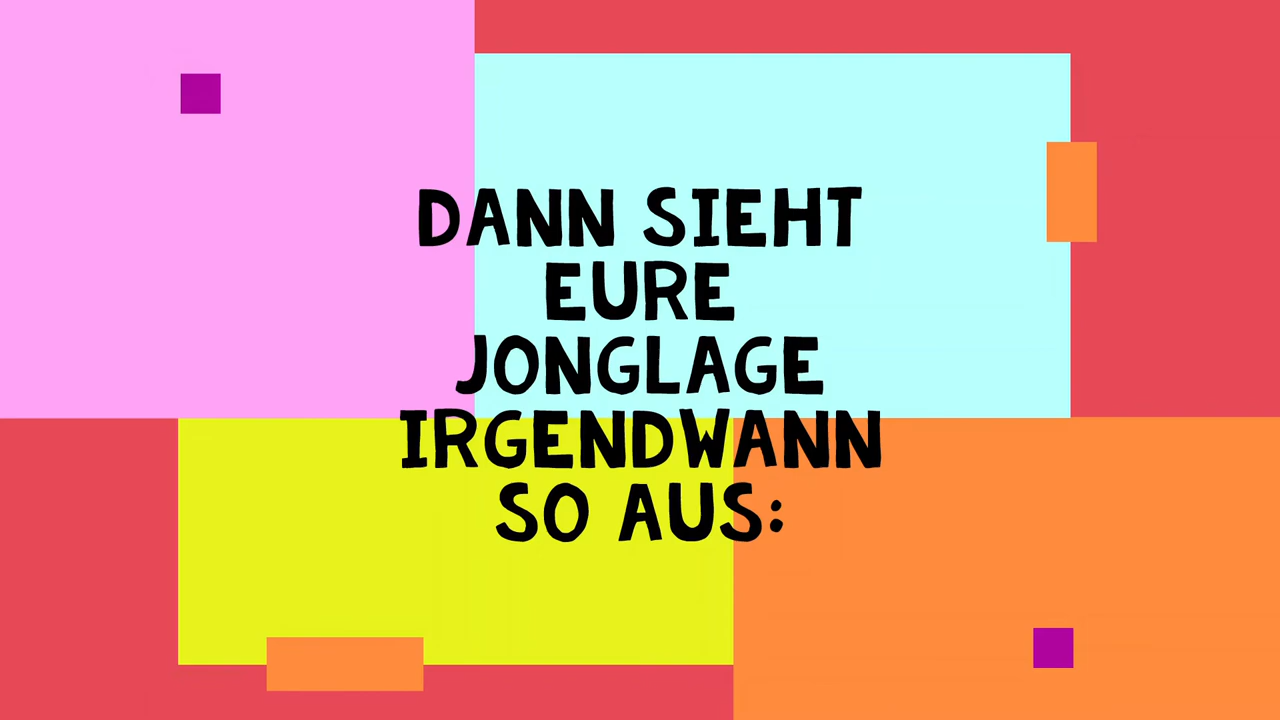 DANN SIEHT
EURE
JONGLAGE
IRGENDWANN
SO AUS: